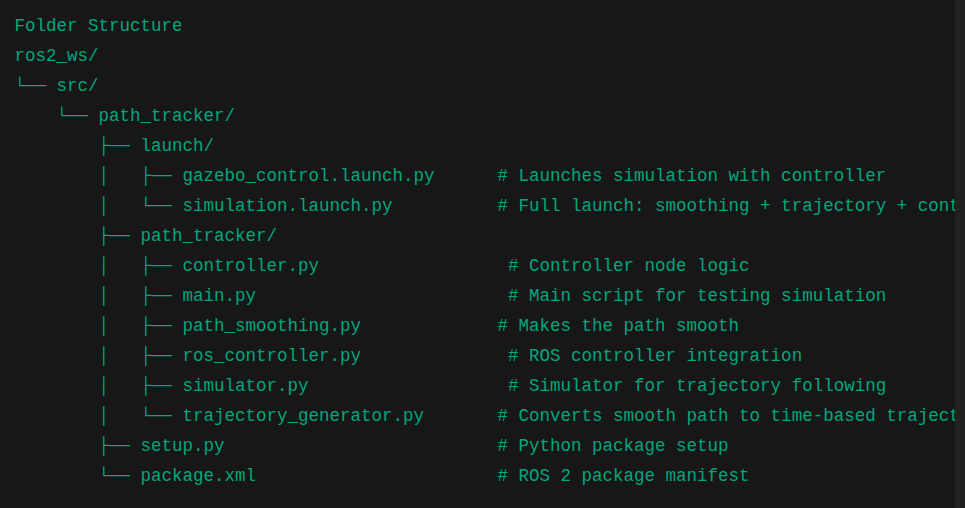 Folder Structure
ros2_ws/
└── src/
    └── path_tracker/
        ├── launch/
        │   ├── gazebo_control.launch.py      # Launches simulation with controller
        │   └── simulation.launch.py          # Full launch: smoothing + trajectory + cont
        ├── path_tracker/
        │   ├── controller.py                  # Controller node logic
        │   ├── main.py                        # Main script for testing simulation
        │   ├── path_smoothing.py             # Makes the path smooth
        │   ├── ros_controller.py              # ROS controller integration
        │   ├── simulator.py                   # Simulator for trajectory following
        │   └── trajectory_generator.py       # Converts smooth path to time-based traject
        ├── setup.py                          # Python package setup
        └── package.xml                       # ROS 2 package manifest